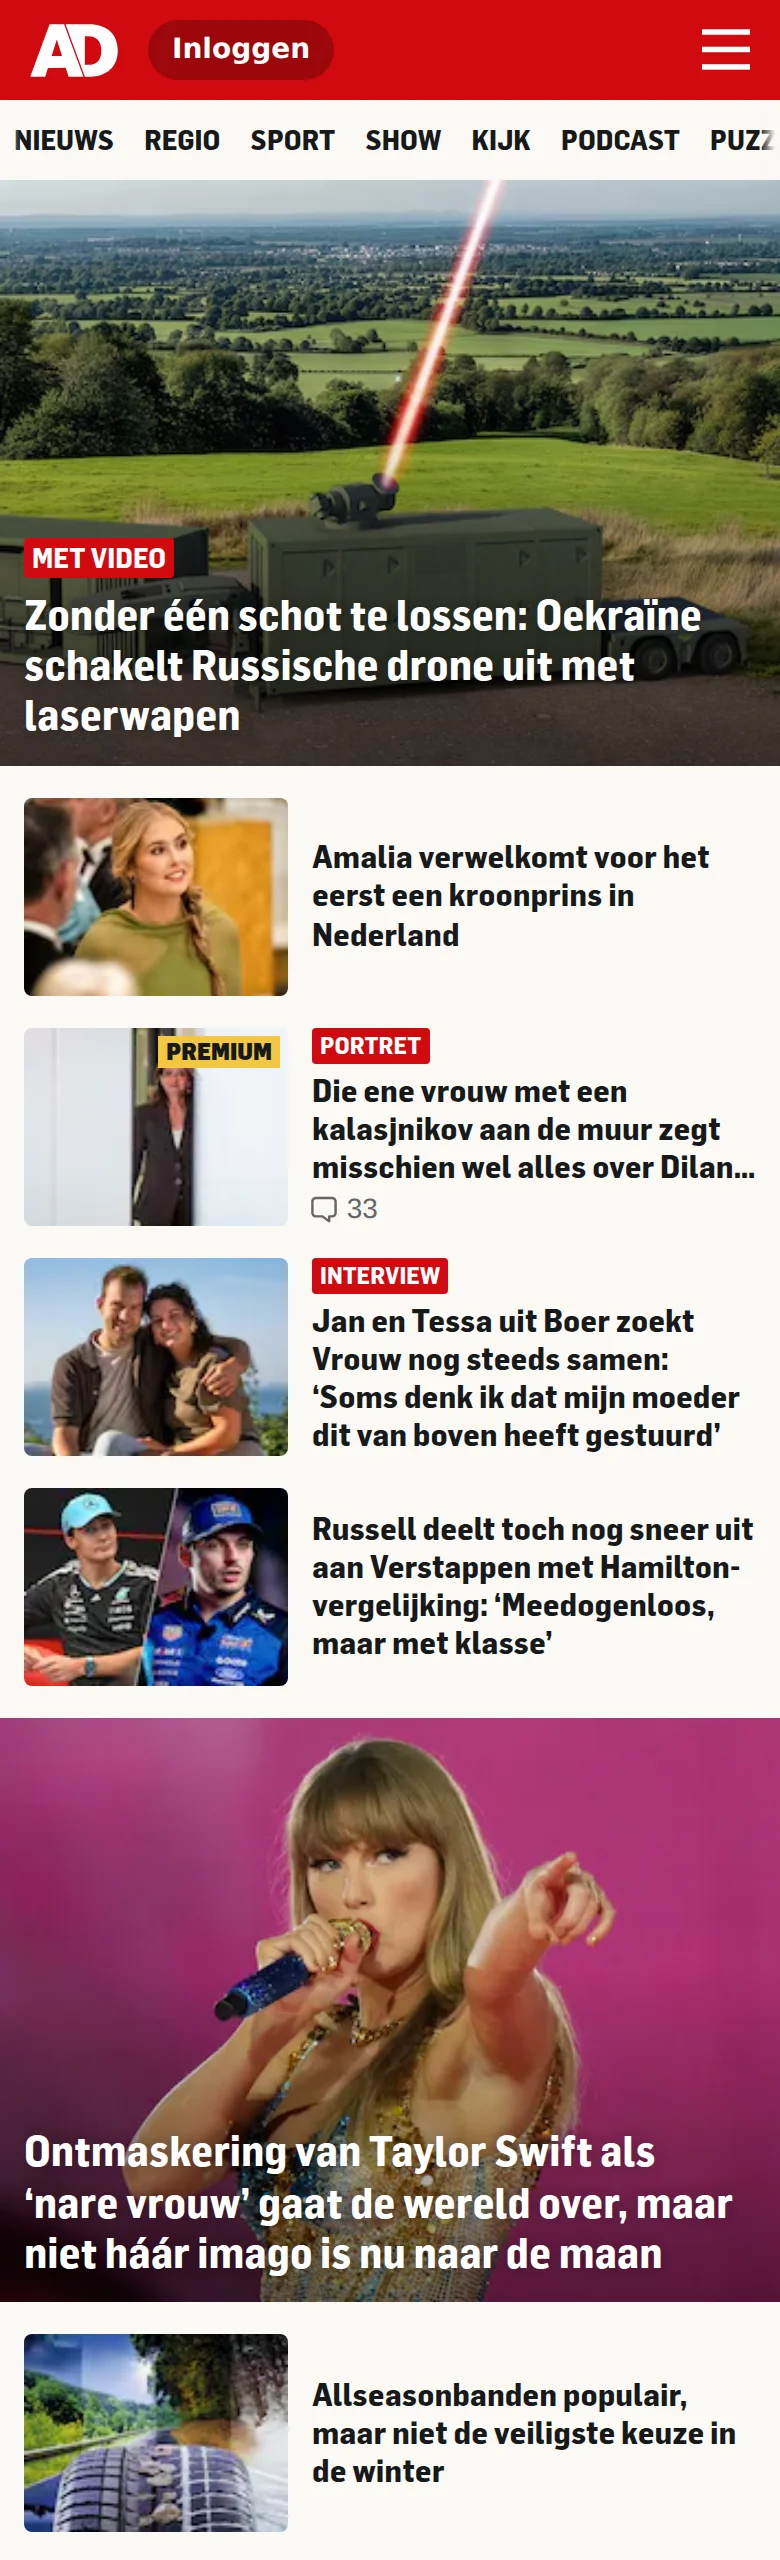 AD
Inloggen
NIEUWS REGIO SPORT SHOW KIJK PODCAST PUZZ
MET VIDEO
Zonder één schot te lossen: Oekraïne
schakelt Russische drone uit met
laserwapen
Amalia verwelkomt voor het
eerst een kroonprins in
Nederland
PREMIUM
PORTRET
Die ene vrouw met een
kalasjnikov aan de muur zegt
misschien wel alles over Dilan...
33
INTERVIEW
Jan en Tessa uit Boer zoekt
Vrouw nog steeds samen:
‘Soms denk ik dat mijn moeder
dit van boven heeft gestuurd’
Russell deelt toch nog sneer uit
aan Verstappen met Hamilton-
vergelijking: ‘Meedogenloos,
maar met klasse’
Ontmaskering van Taylor Swift als
‘nare vrouw’ gaat de wereld over, maar
niet háár imago is nu naar de maan
Allseasonbanden populair,
maar niet de veiligste keuze in
de winter